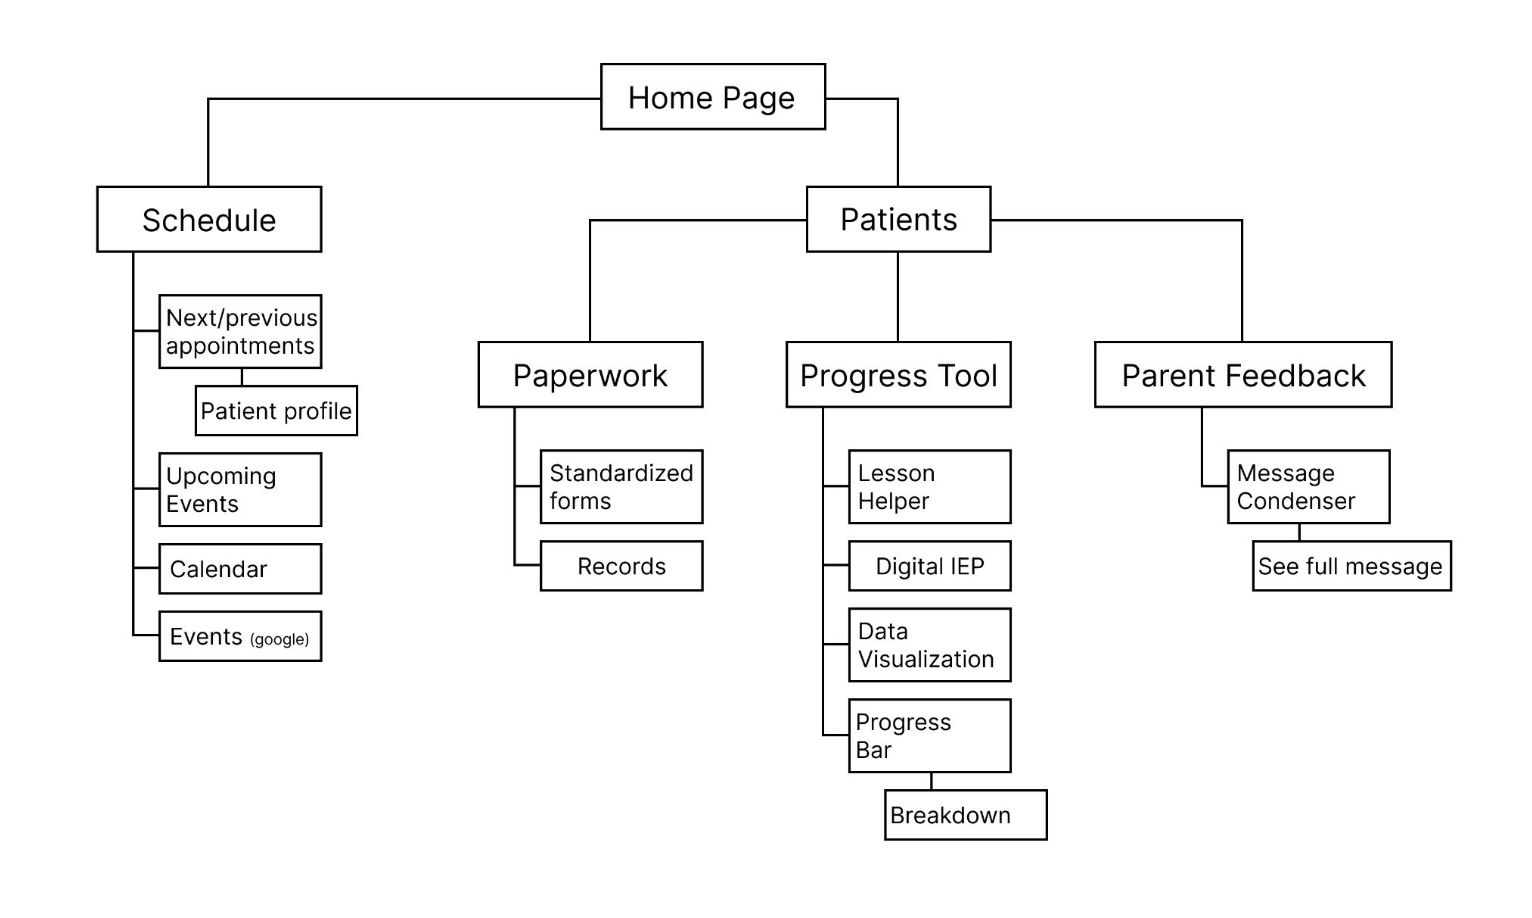 Home Page
Schedule
Patients
Next/previous
appointments
Patient profile
Upcoming
Events
Calendar
Events (google)
Paperwork
Standardized
forms
Records
Progress Tool
Lesson
Helper
Digital IEP
Data
Visualization
Progress
Bar
Breakdown
Parent Feedback
Message
Condenser
See full message